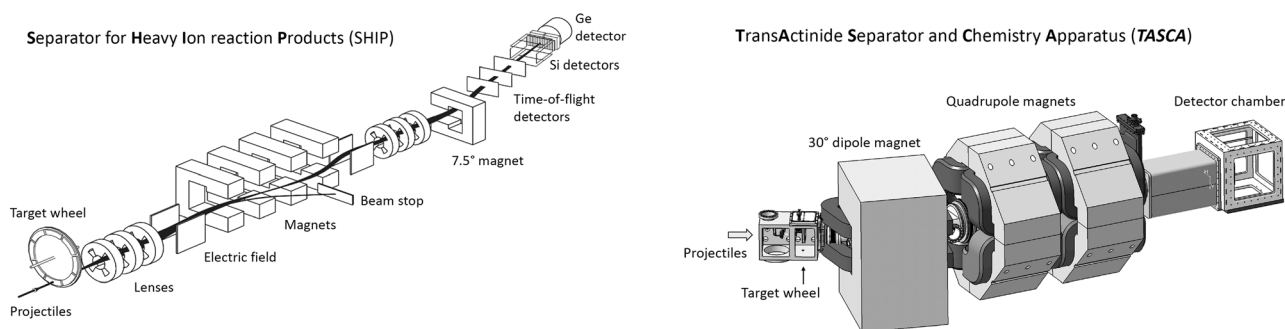 Separator for Heavy Ion reaction Products (SHIP)
Ge
detector
Si detectors
Time-of-flight
detectors
7.5° magnet
Beam stop
Magnets
Target wheel
Electric field
Lenses
Projectiles
TransActinide Separator and Chemistry Apparatus (TASCA)
Quadrupole magnets
Detector chamber
30° dipole magnet
Projectiles
Target wheel